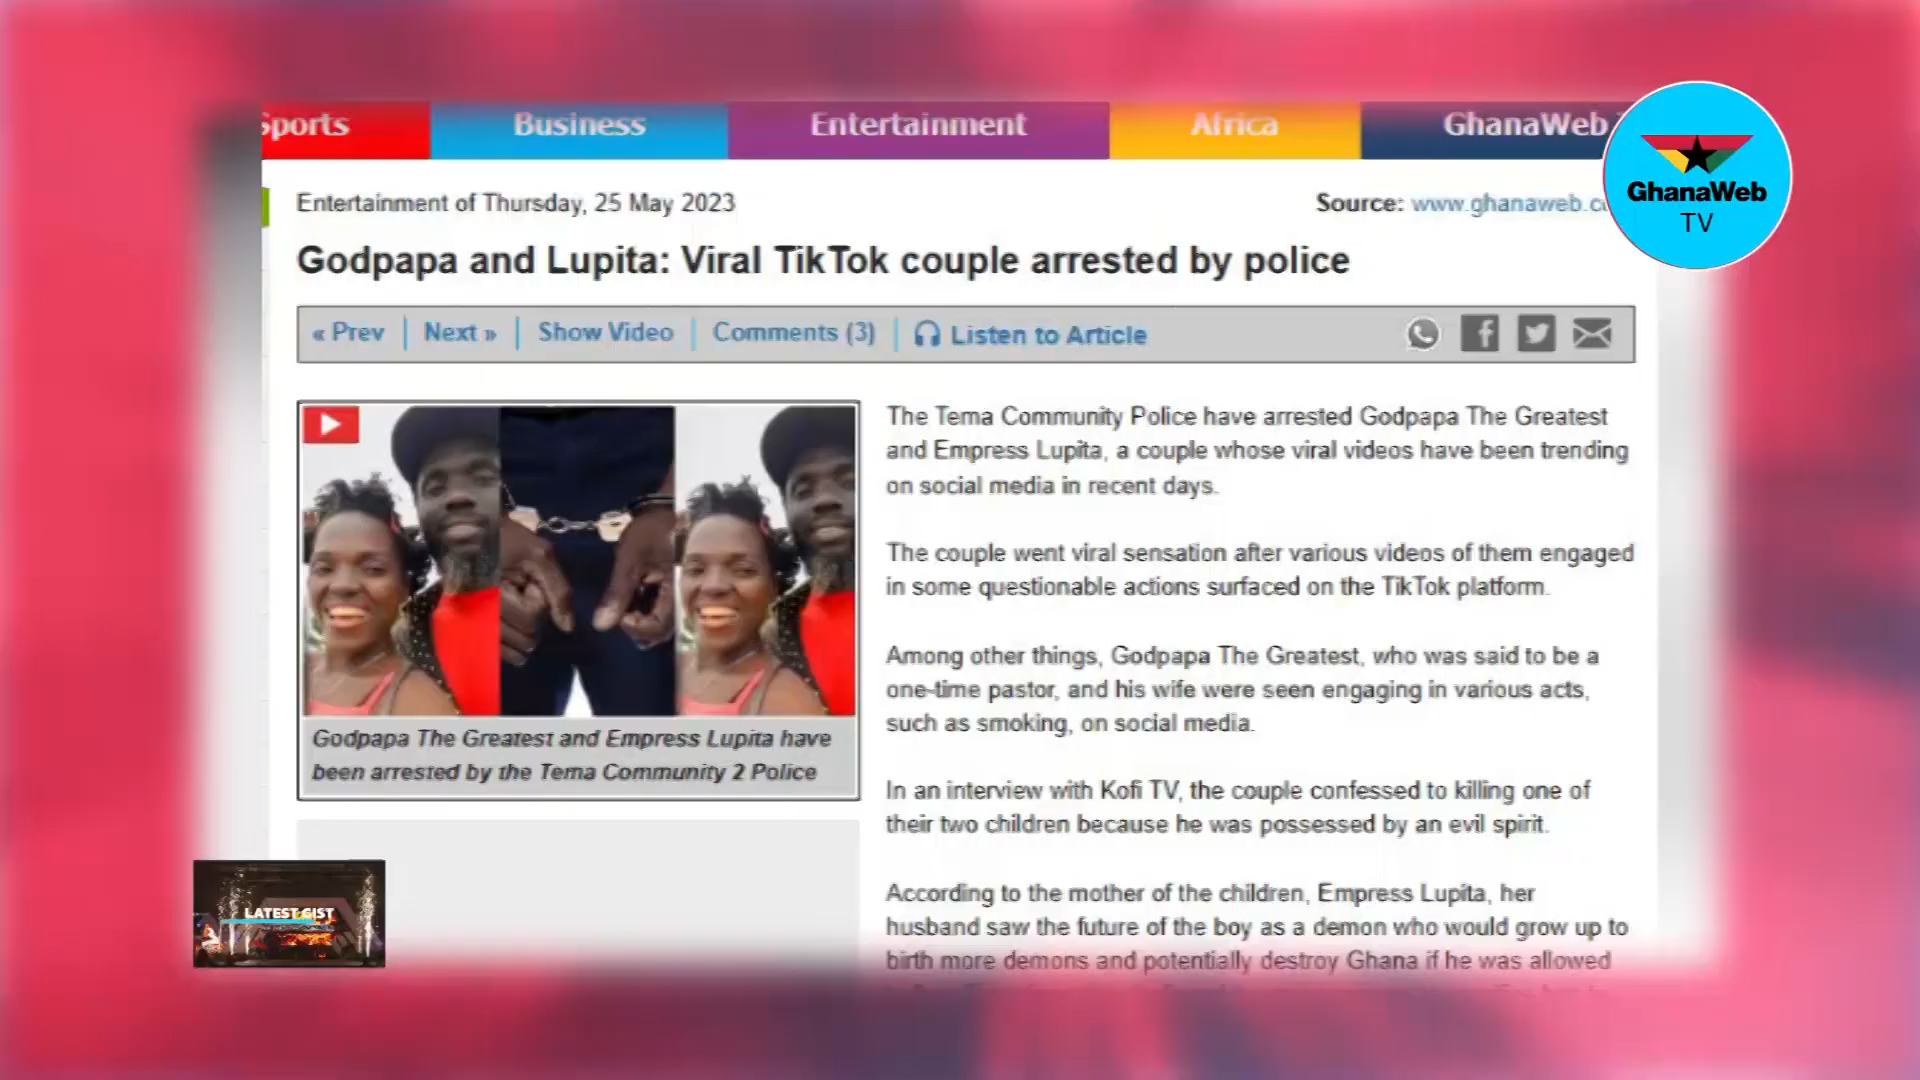 Sports Business Entertainment Africa GhanaWeb
GhanaWeb
TV
Entertainment of Thursday, 25 May 2023 Source: www.ghanaweb.c
Godpapa and Lupita: Viral TikTok couple arrested by police
« Prev Next » Show Video Comments (3) Listen to Article
The Tema Community Police have arrested Godpapa The Greatest
and Empress Lupita, a couple whose viral videos have been trending
on social media in recent days.
The couple went viral sensation after various videos of them engaged
in some questionable actions surfaced on the TikTok platform.
Among other things, Godpapa The Greatest, who was said to be a
one-time pastor, and his wife were seen engaging in various acts,
such as smoking, on social media.
Godpapa The Greatest and Empress Lupita have
been arrested by the Tema Community 2 Police
In an interview with Kofi TV, the couple confessed to killing one of
their two children because he was possessed by an evil spirit.
According to the mother of the children, Empress Lupita, her
husband saw the future of the boy as a demon who would grow up to
birth more demons and potentially destroy Ghana if he was allowed
LATEST GIST